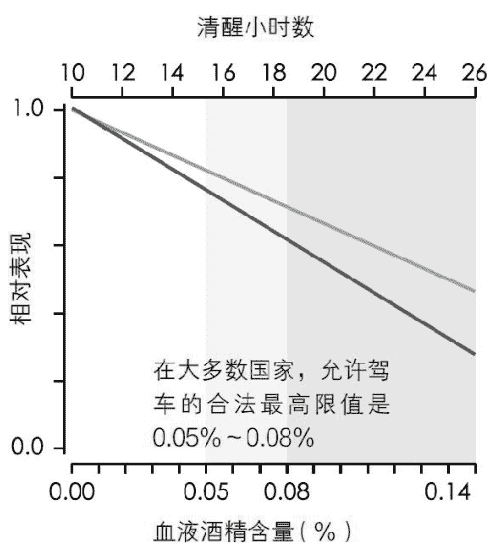 清醒小时数
10 12 14 16 18 20 22 24 26
1.0
相对表现
在大多数国家，允许驾
车的合法最高限值是
0.05%～0.08%
0.0
0.00 0.05 0.08 0.14
血液酒精含量(%)